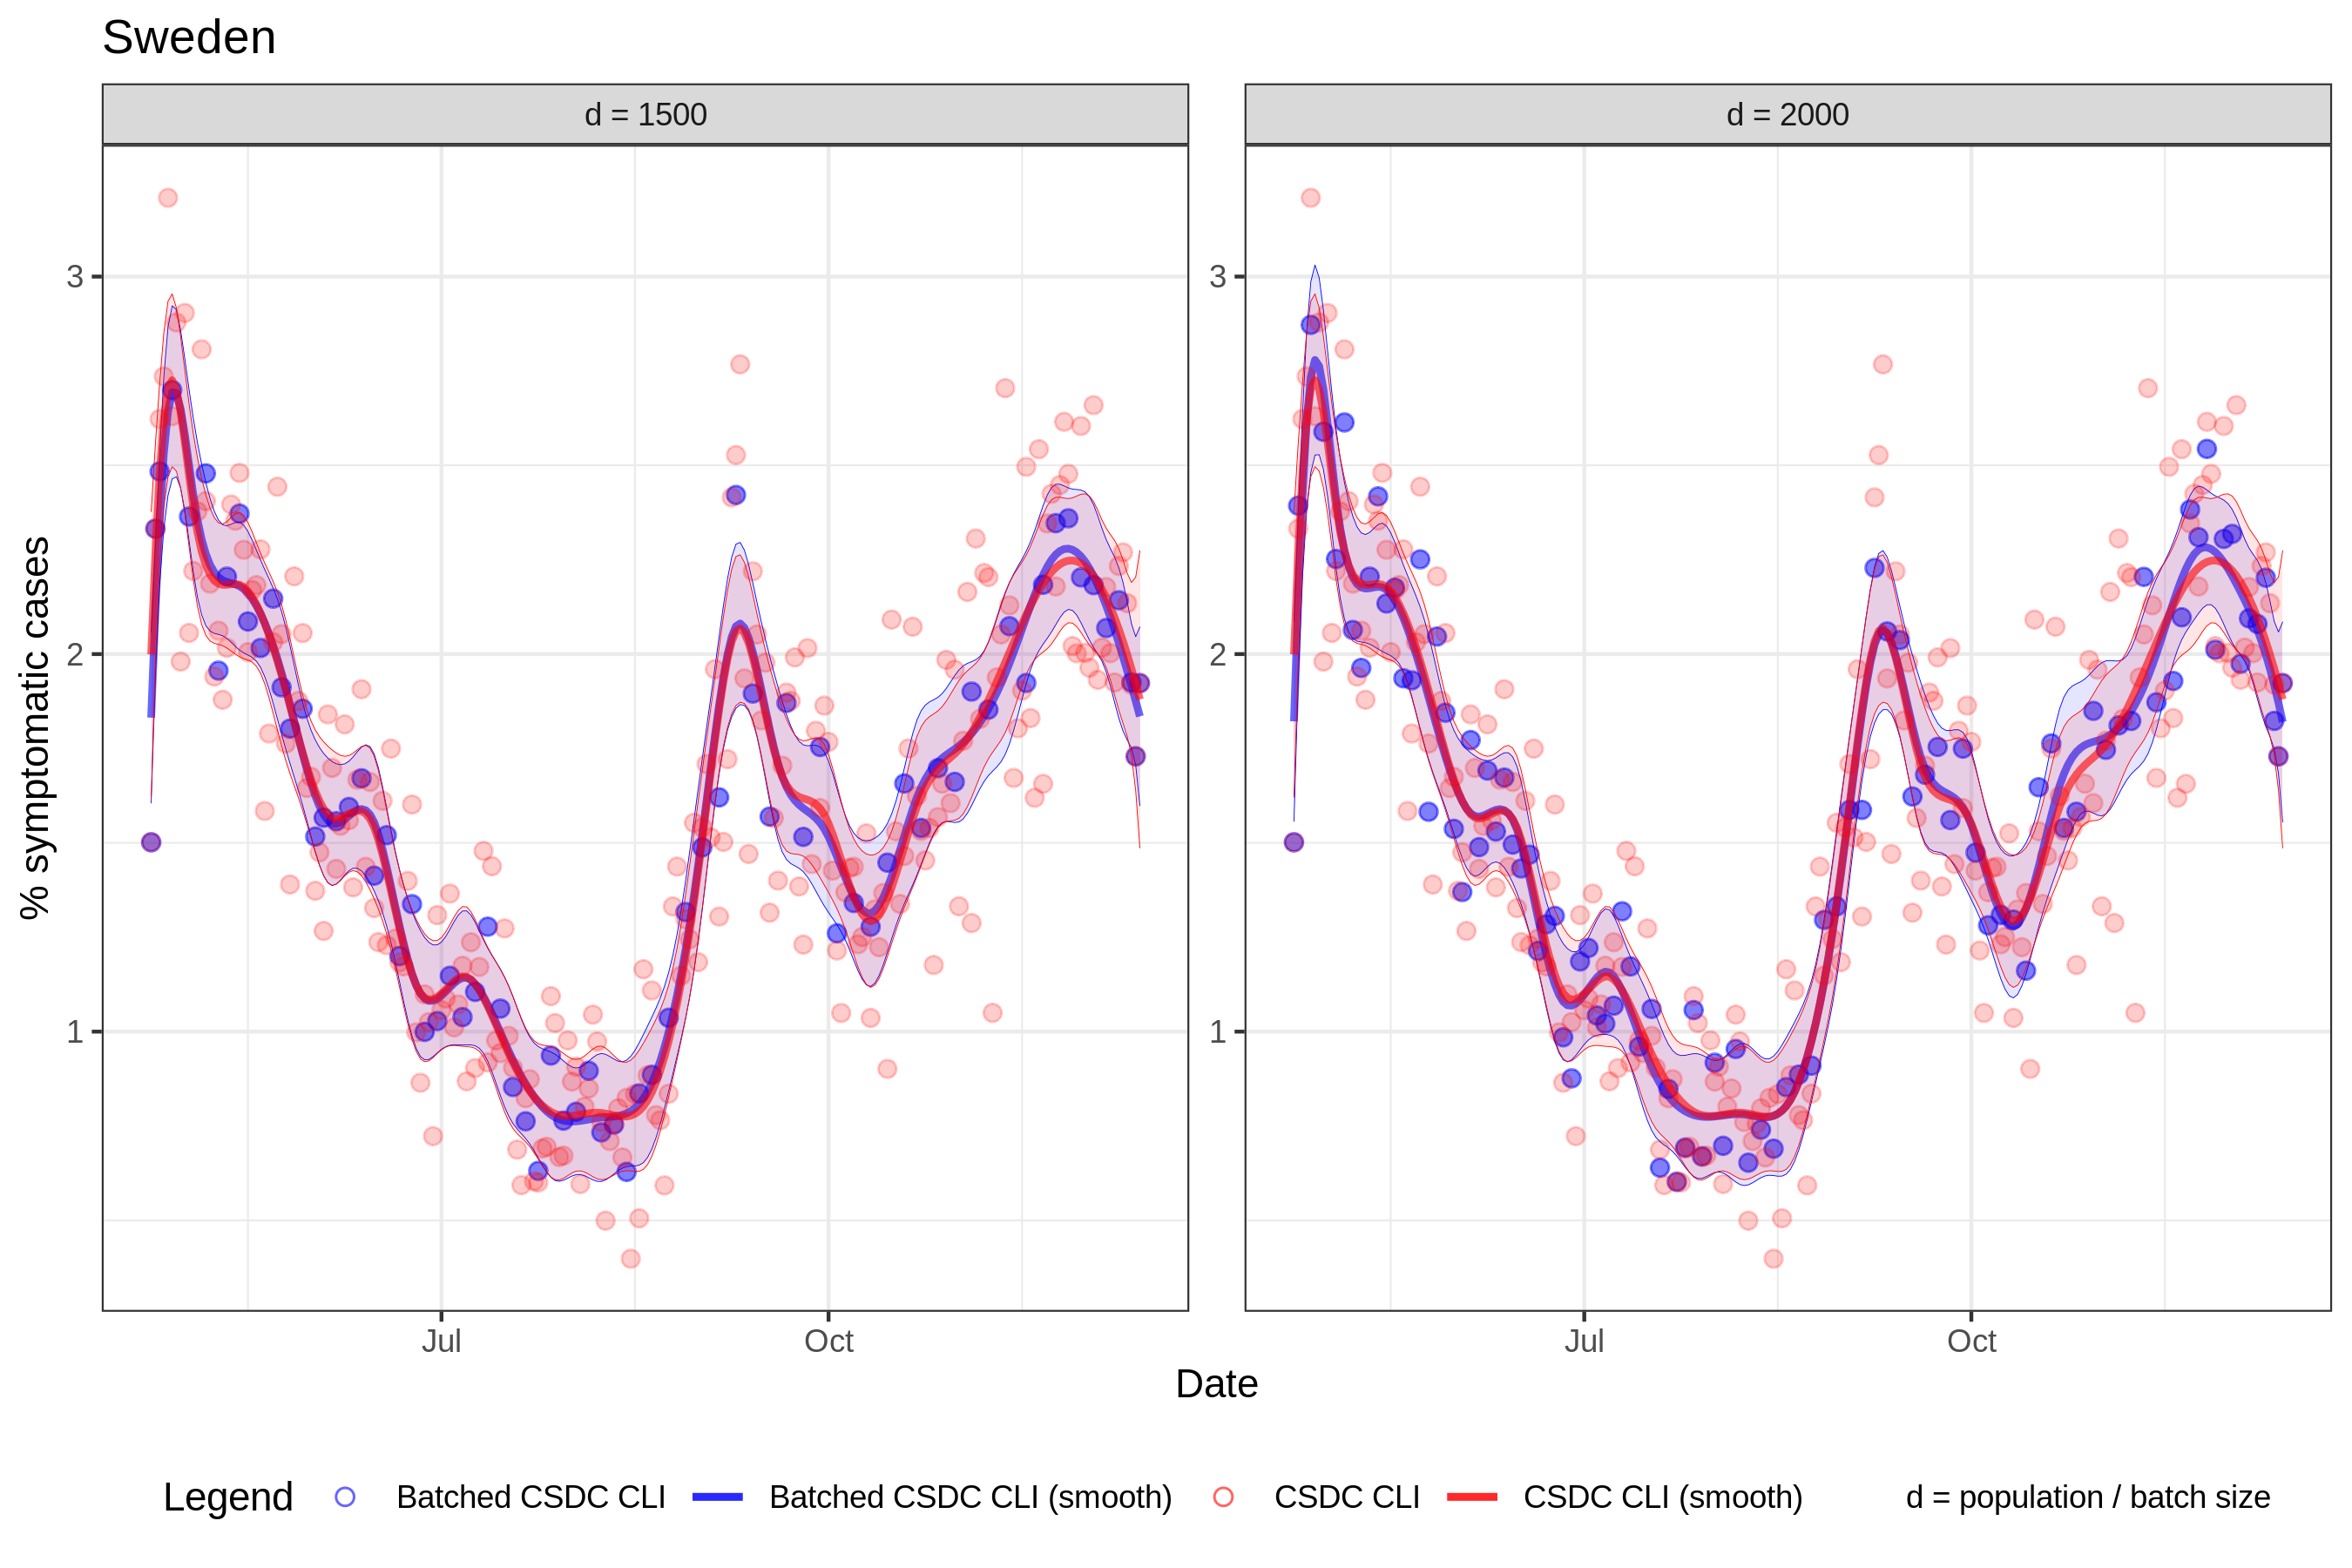 Sweden
d = 1500
d = 2000
% symptomatic cases
3
2
1
3
2
1
Jul
Oct
Jul
Oct
Date
Legend
Batched CSDC CLI
Batched CSDC CLI (smooth)
CSDC CLI
CSDC CLI (smooth)
d = population / batch size